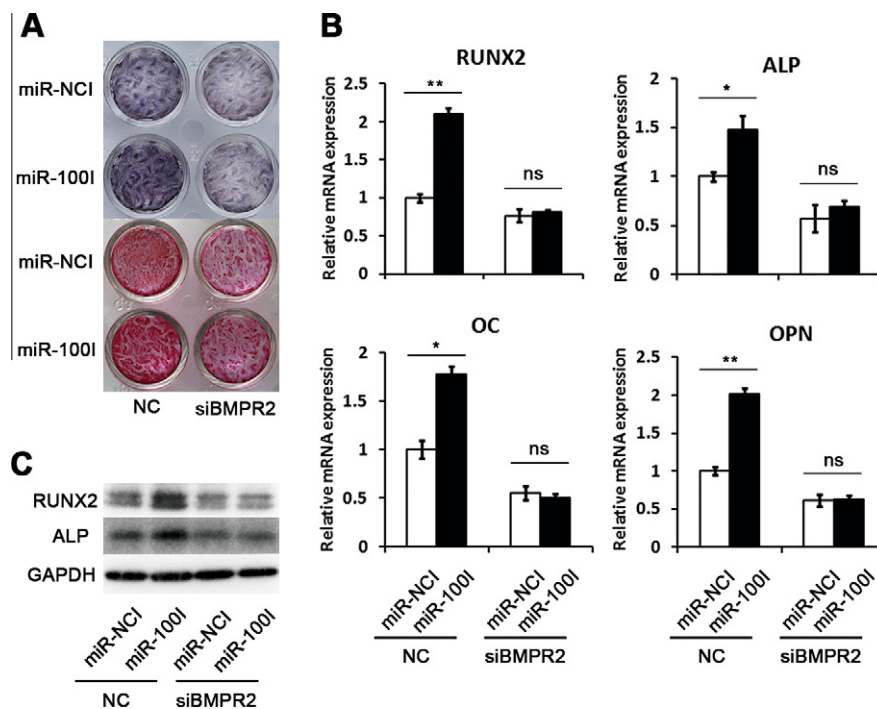 A
miR-NCI
miR-100I
miR-NCI
miR-100I
NC siBMPR2
B
RUNX2
Relative mRNA expression
2.5
2
1.5
1
0.5
0
**
ns
ALP
Relative mRNA expression
2
1.5
1
0.5
0
*
ns
OC
Relative mRNA expression
2
1.5
1
0.5
0
*
ns
miR-NCI miR-100I miR-NCI miR-100I
NC siBMPR2
OPN
Relative mRNA expression
2.5
2
1.5
1
0.5
0
**
ns
miR-NCI miR-100I miR-NCI miR-100I
NC siBMPR2
C
RUNX2
ALP
GAPDH
miR-NCI miR-100I miR-NCI miR-100I
NC siBMPR2